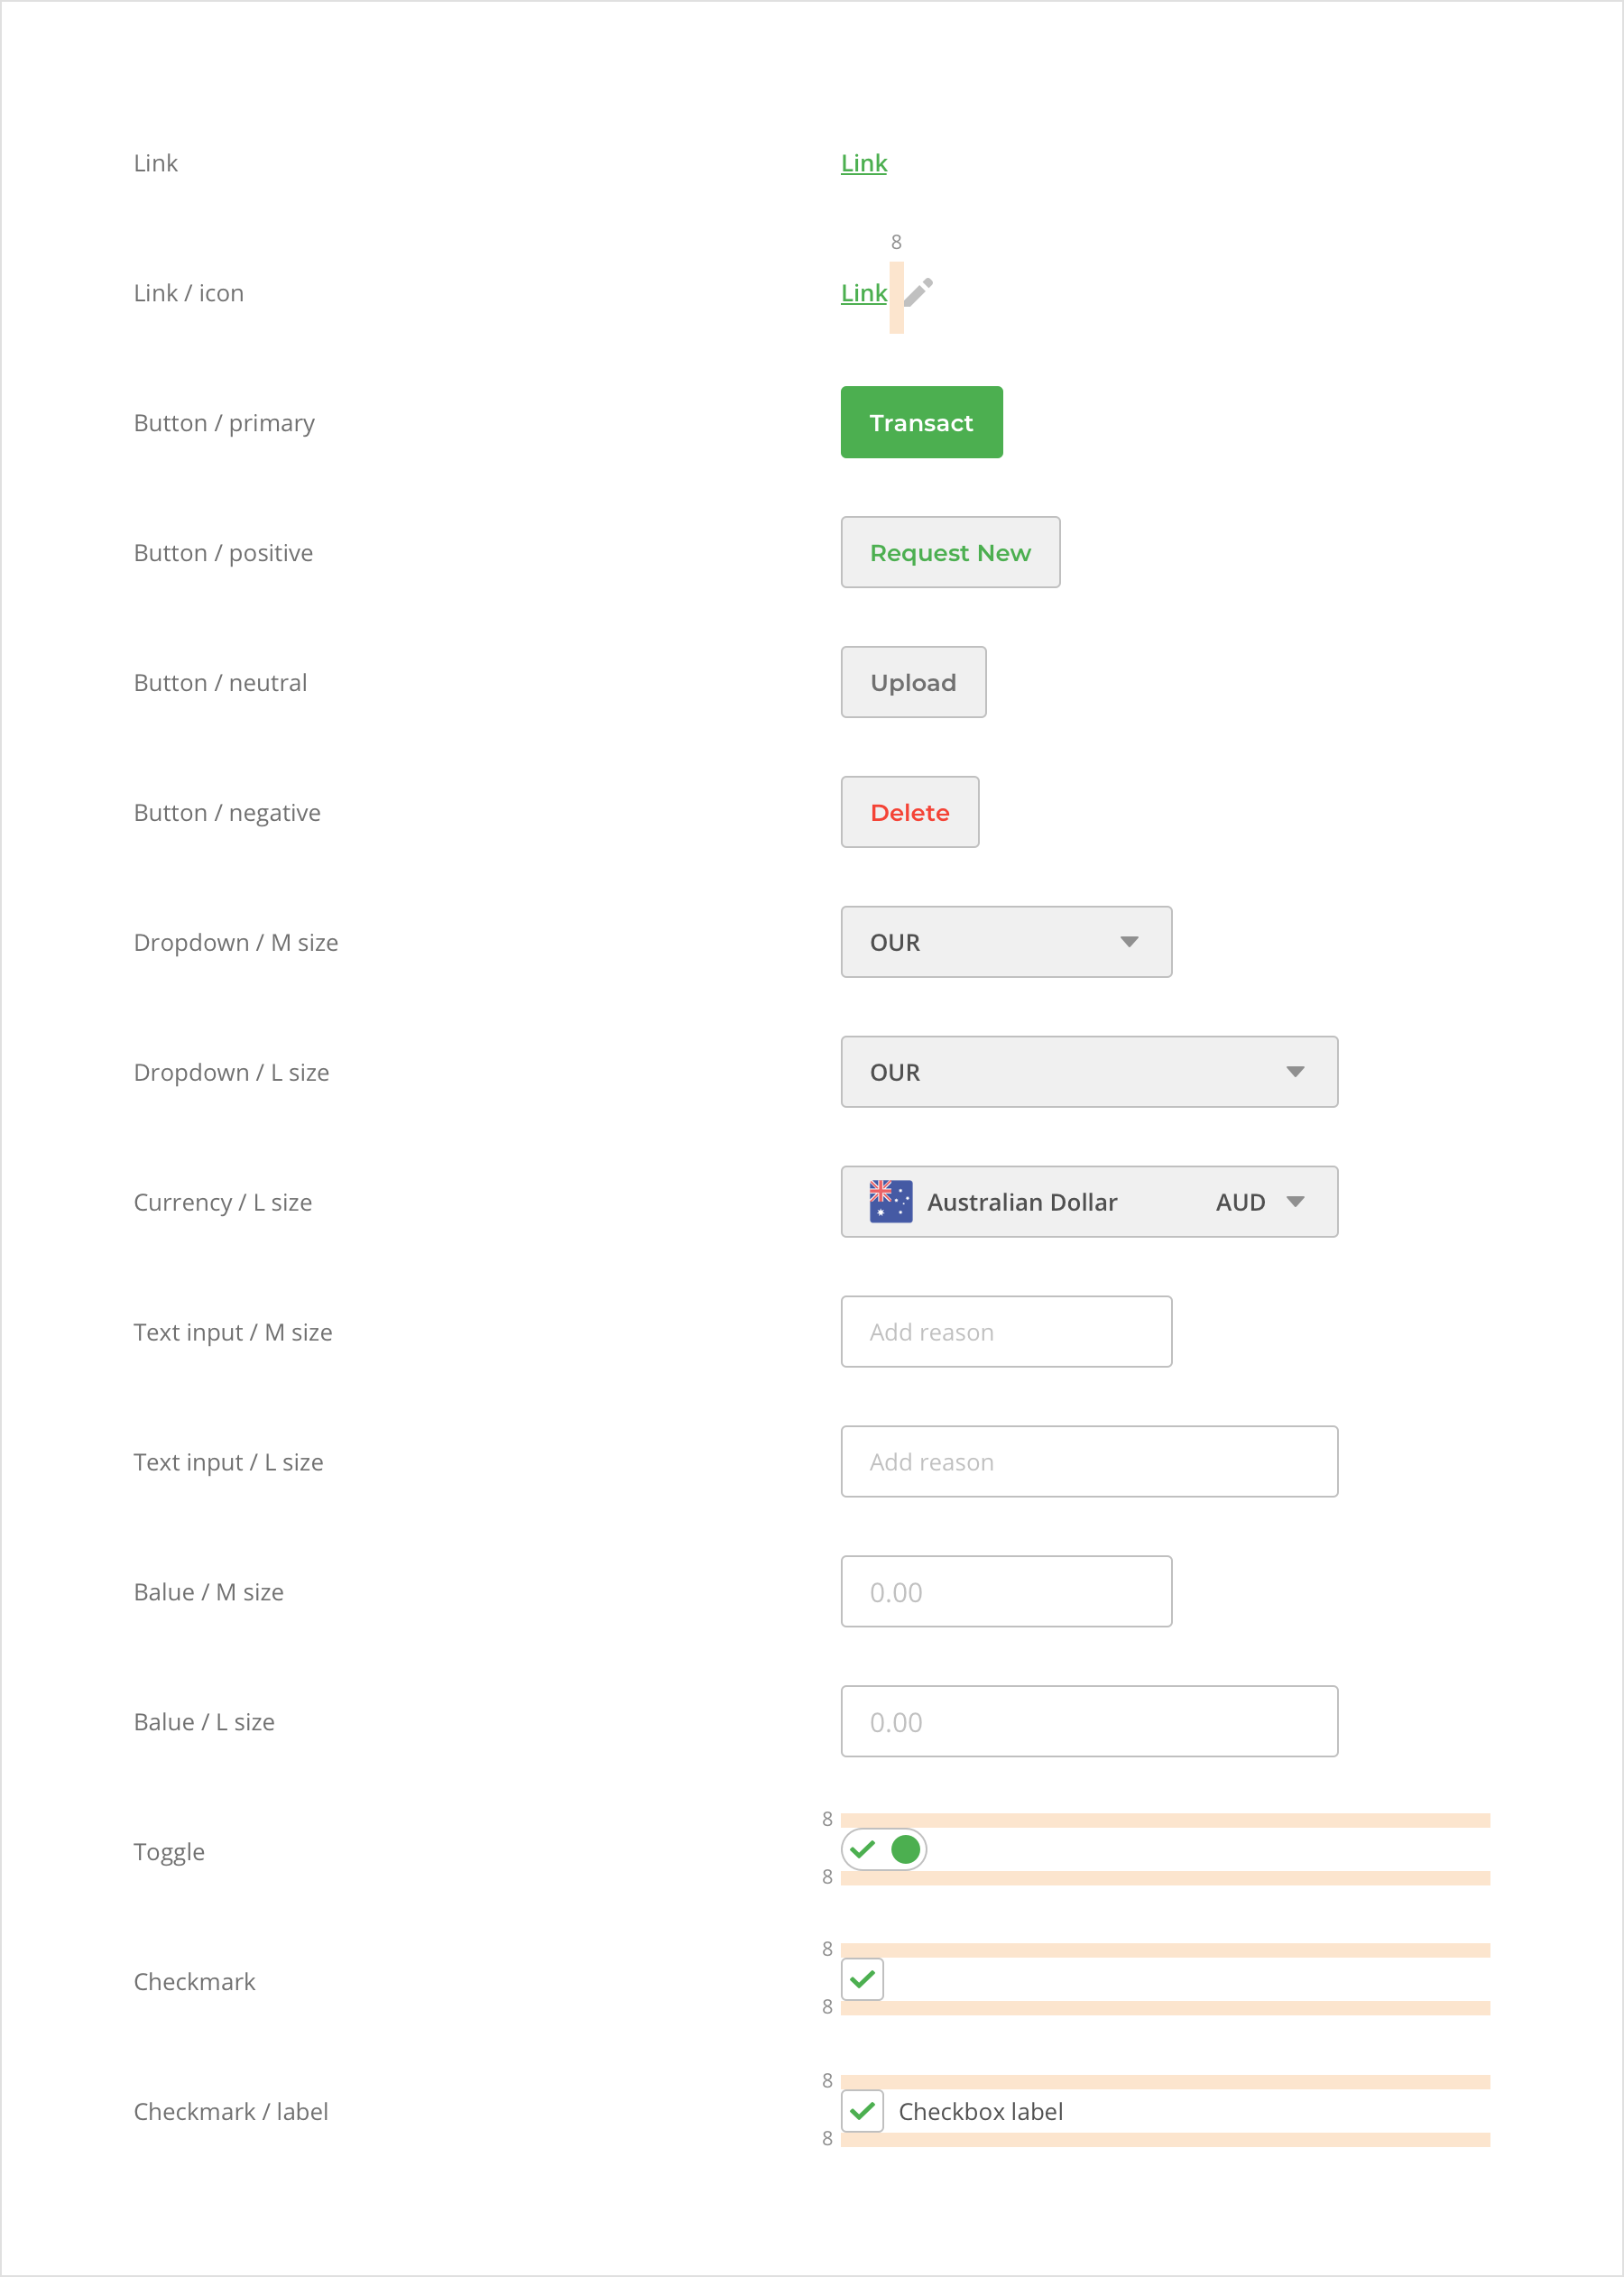 Link
Link
8
Link / icon
Link
Button / primary
Transact
Button / positive
Request New
Button / neutral
Upload
Button / negative
Delete
Dropdown / M size
OUR
Dropdown / L size
OUR
Currency / L size
Australian Dollar
AUD
Text input / M size
Add reason
Text input / L size
Add reason
Balue / M size
0.00
Balue / L size
0.00
8
Toggle
8
8
Checkmark
8
8
Checkmark / label
Checkbox label
8